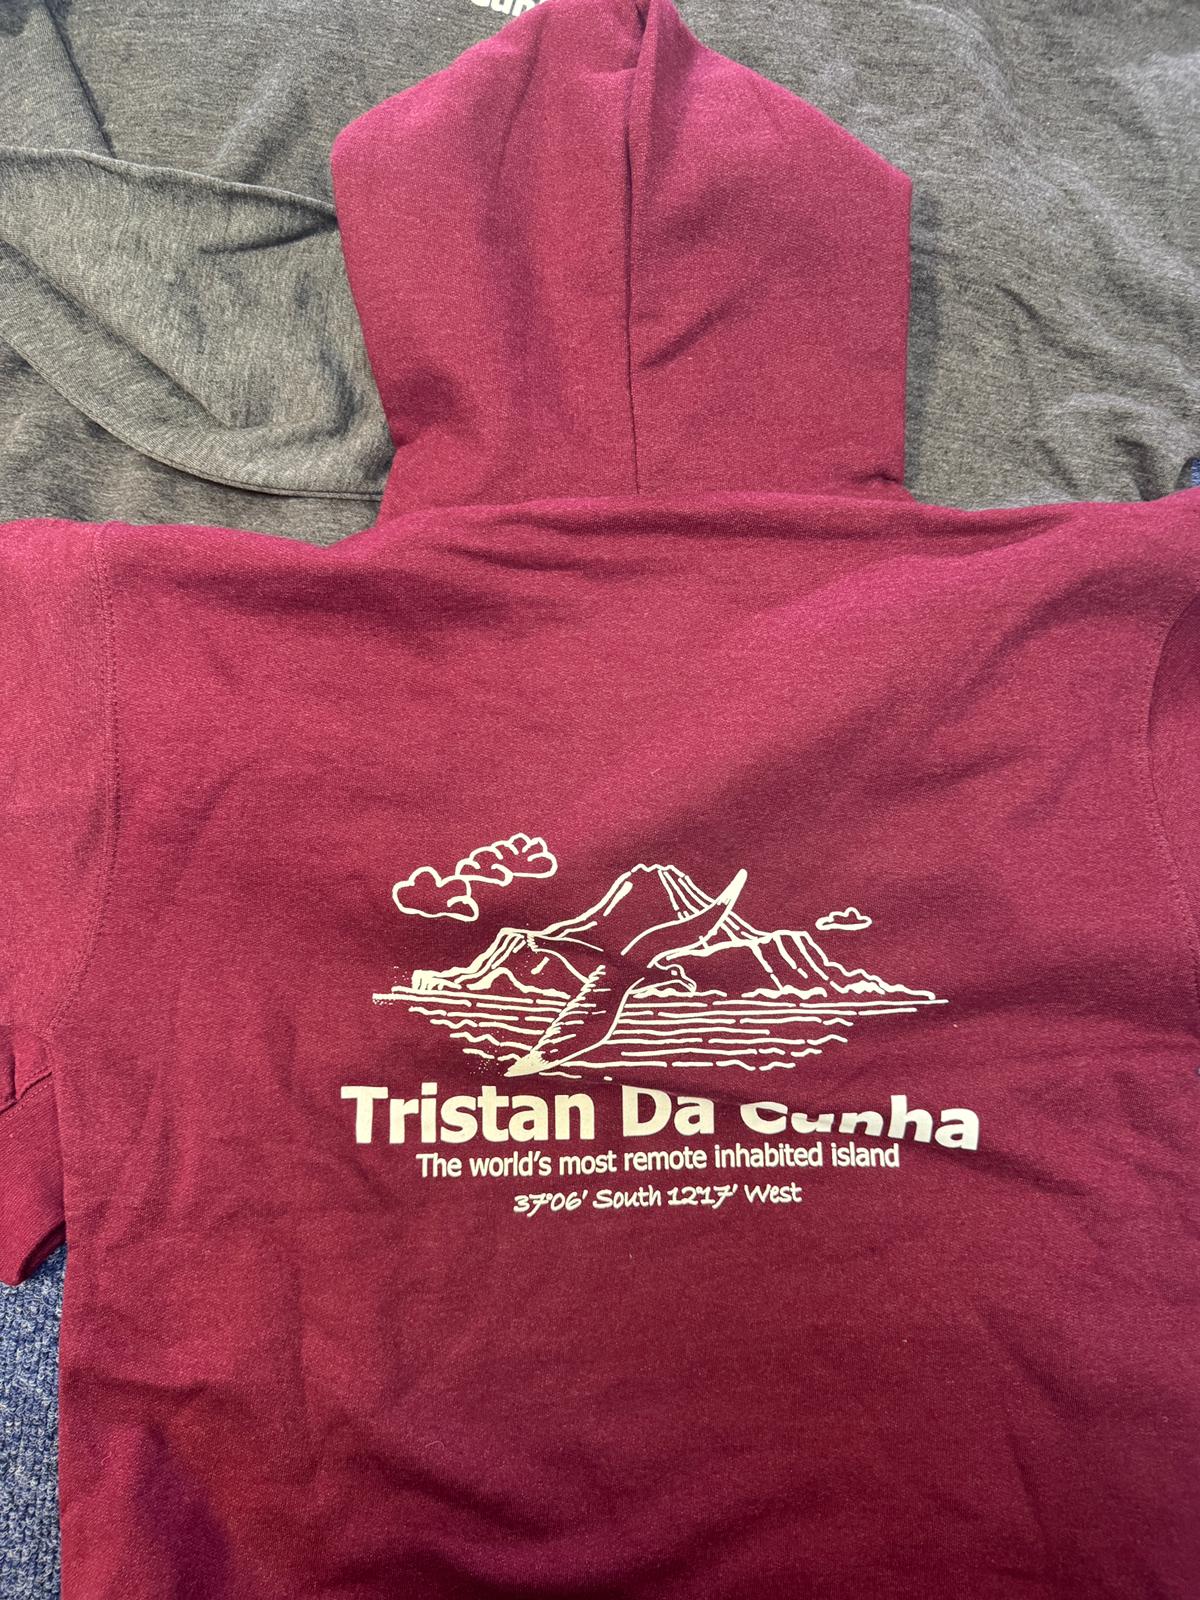 Tristan Da Cunha
The world's most remote inhabited island
37°06' South 12°17' West